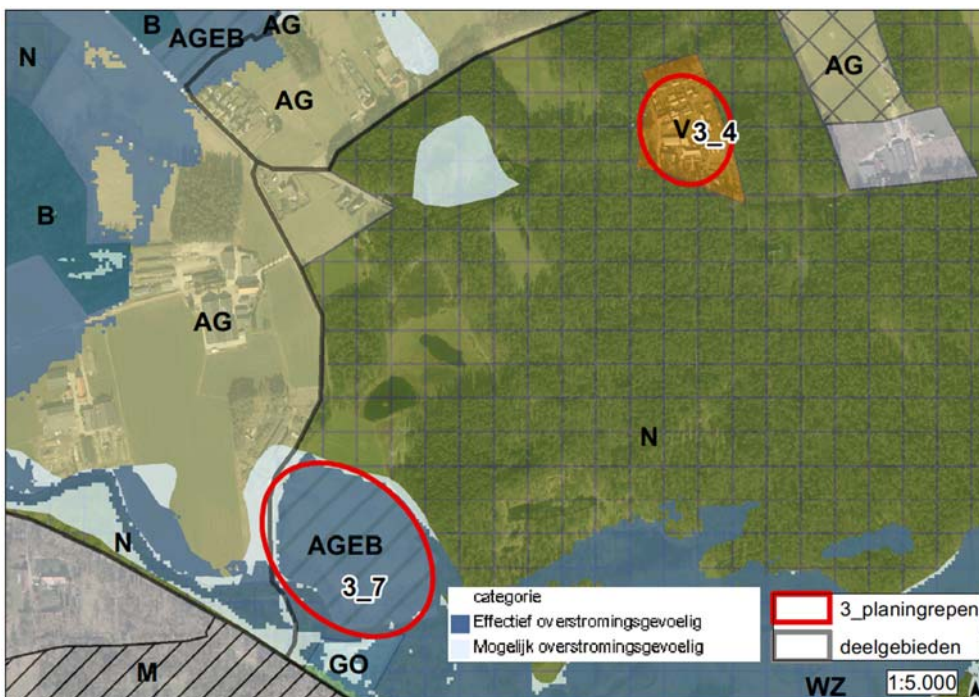 B
AG
AGEB
N
AG
AG
V
3_4
B
AG
N
N
AGEB
3_7
GO
M
categorie
Effectief overstromingsgevoelig
Mogelijk overstromingsgevoelig
3_planingrepen
deelgebieden
WZ
1:5.000